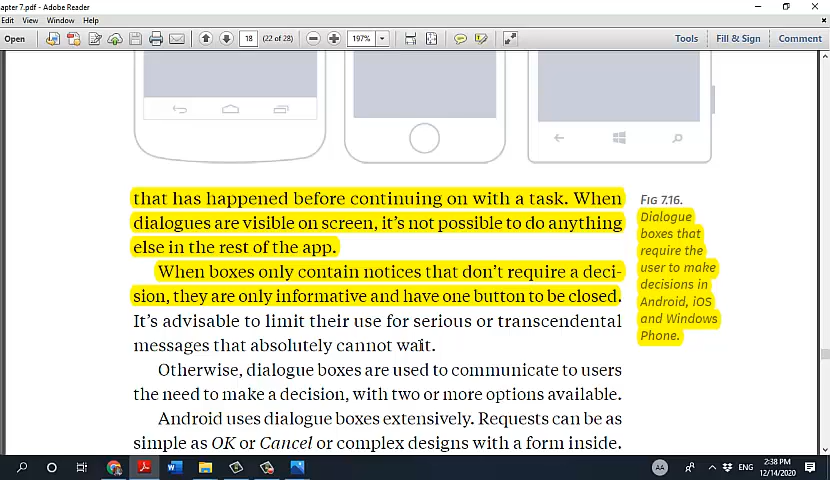 apter 7.pdf - Adobe Reader
Edit View Window Help
Open 18 (22 of 28) 197% Tools Fill & Sign Comment
that has happened before continuing on with a task. When
dialogues are visible on screen, it's not possible to do anything
else in the rest of the app.
When boxes only contain notices that don't require a deci-
sion, they are only informative and have one button to be closed.
It's advisable to limit their use for serious or transcendental
messages that absolutely cannot wait.
Otherwise, dialogue boxes are used to communicate to users
the need to make a decision, with two or more options available.
Android uses dialogue boxes extensively. Requests can be as
simple as OK or Cancel or complex designs with a form inside.
FIG 7.16.
Dialogue
boxes that
require the
user to make
decisions in
Android, iOS
and Windows
Phone.
AA ENG 2:38 PM
12/14/2020